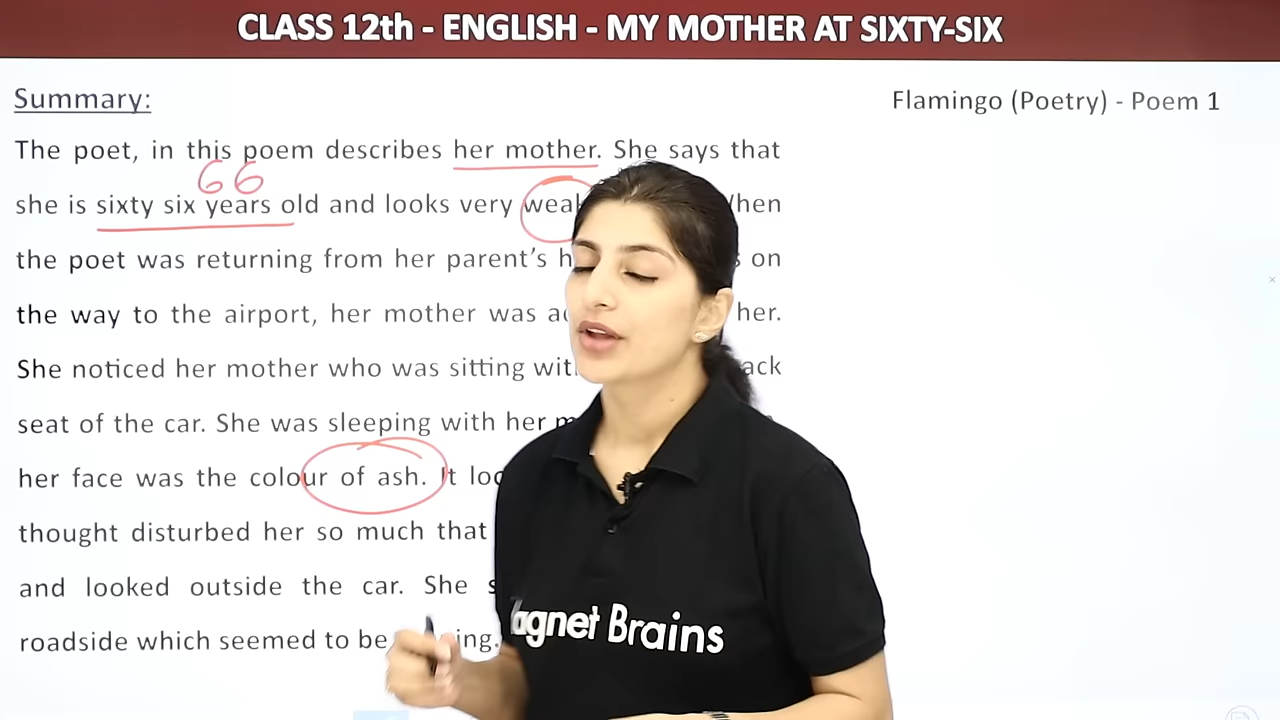 CLASS 12th - ENGLISH - MY MOTHER AT SIXTY-SIX
Summary:
Flamingo (Poetry) - Poem 1
The poet, in this poem describes her mother. She says that
66
she is sixty six years old and looks very
the poet was returning from her parent's on
the way to the airport, her mother was her.
She noticed her mother who was sitting
seat of the car. She was sleeping with her
her face was the colour of ash. It
thought disturbed her so much that
and looked outside the car. She
roadside which seemed to be
Brains